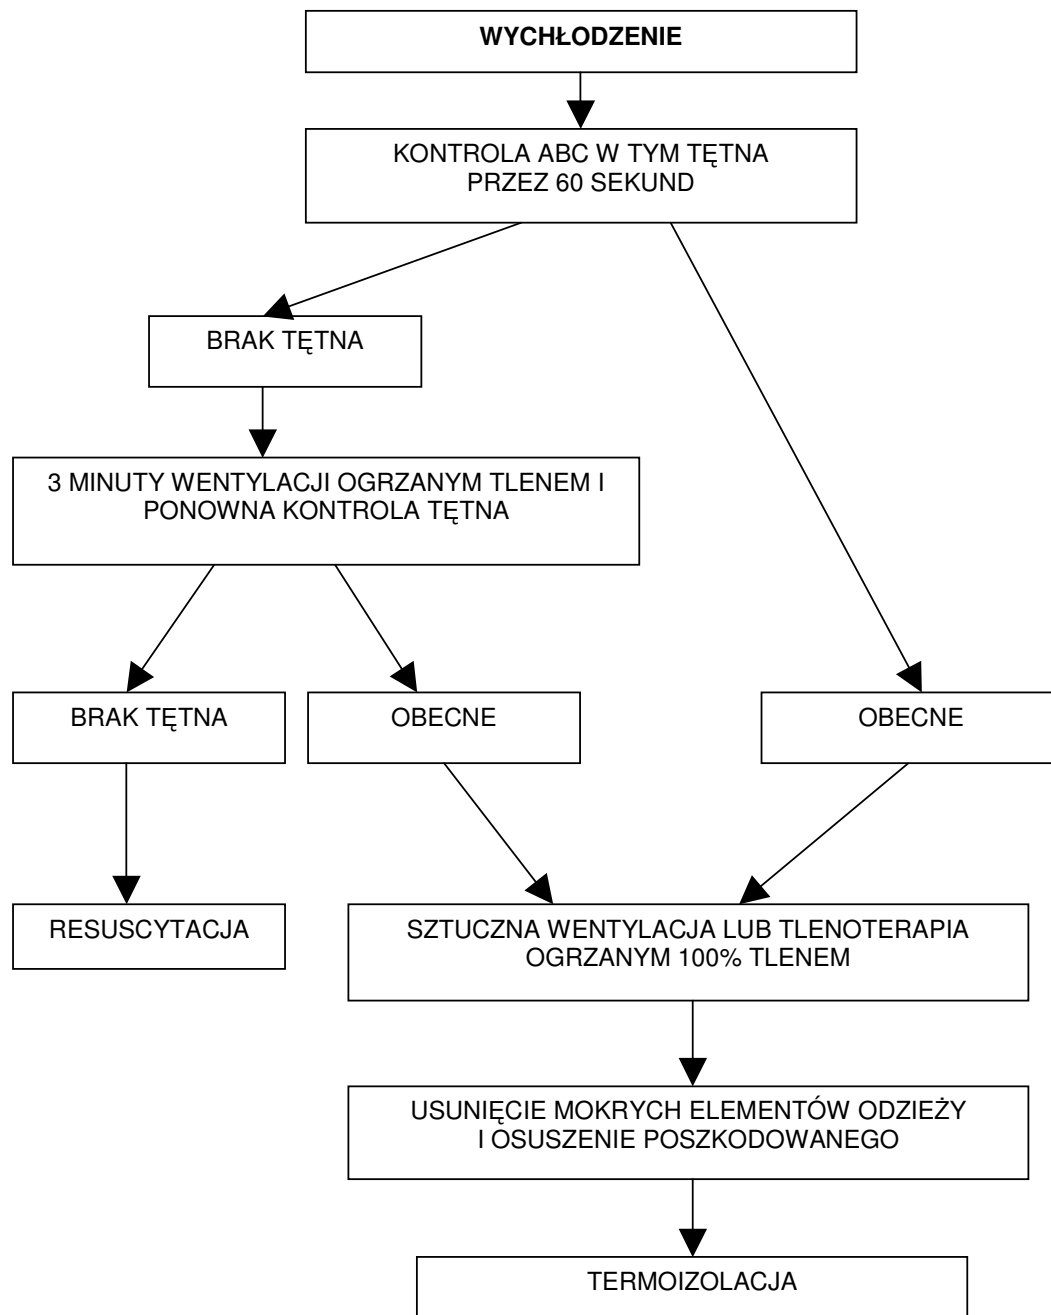 WYCHŁODZENIE
KONTROLA ABC W TYM TĘTNA
PRZEZ 60 SEKUND
BRAK TĘTNA
3 MINUTY WENTYLACJI OGRZANYM TLENEM I
PONOWNA KONTROLA TĘTNA
BRAK TĘTNA
OBECNE
OBECNE
RESUSCYTACJA
SZTUCZNA WENTYLACJA LUB TLENOTERAPIA
OGRZANYM 100% TLENEM
USUNIĘCIE MOKRYCH ELEMENTÓW ODZIEŻY
I OSUSZENIE POSZKODOWANEGO
TERMOIZOLACJA